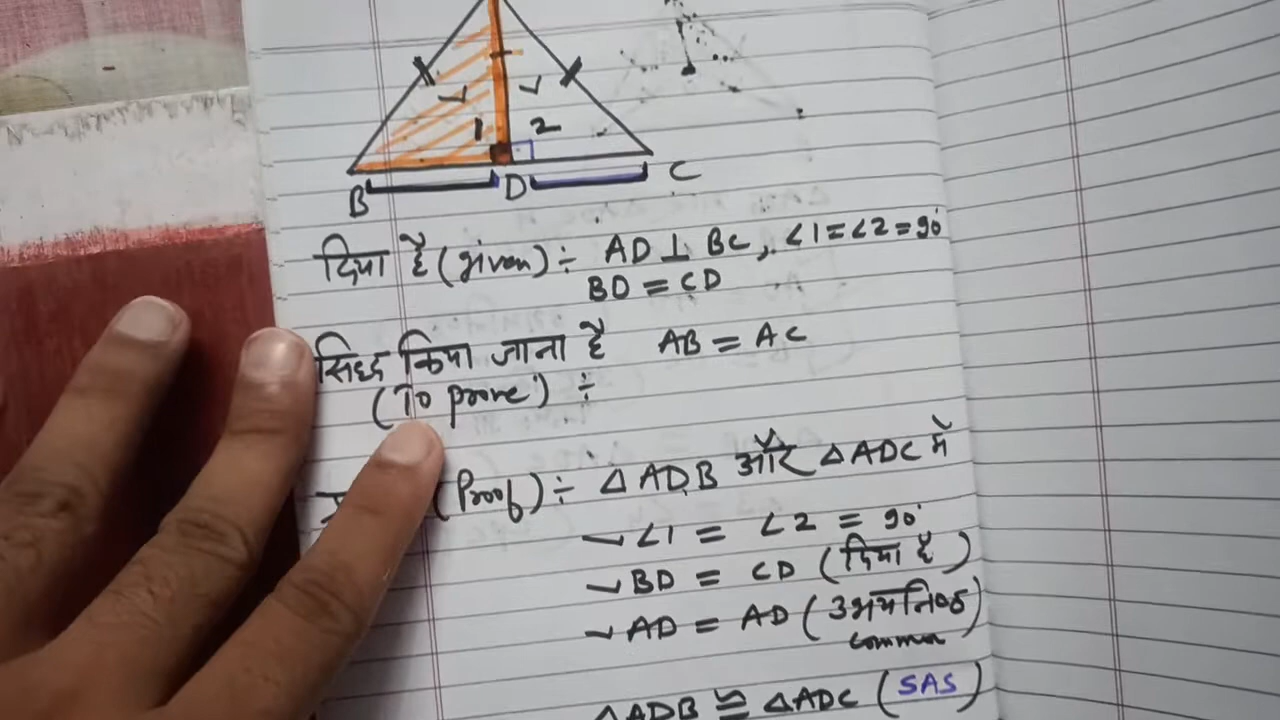 1 2
B D C
दिया है (given) ÷ AD ⊥ BC, ∠1 = ∠2 = 90°
BD = CD
सिध्द किया जाना है AB = AC
(To prove) ÷
(Proof) ÷ △ADB और △ADC में
∠1 = ∠2 = 90°
BD = CD (दिया है)
AD = AD (उभयनिष्ठ)
common
△ADB ≅ △ADC (SAS)